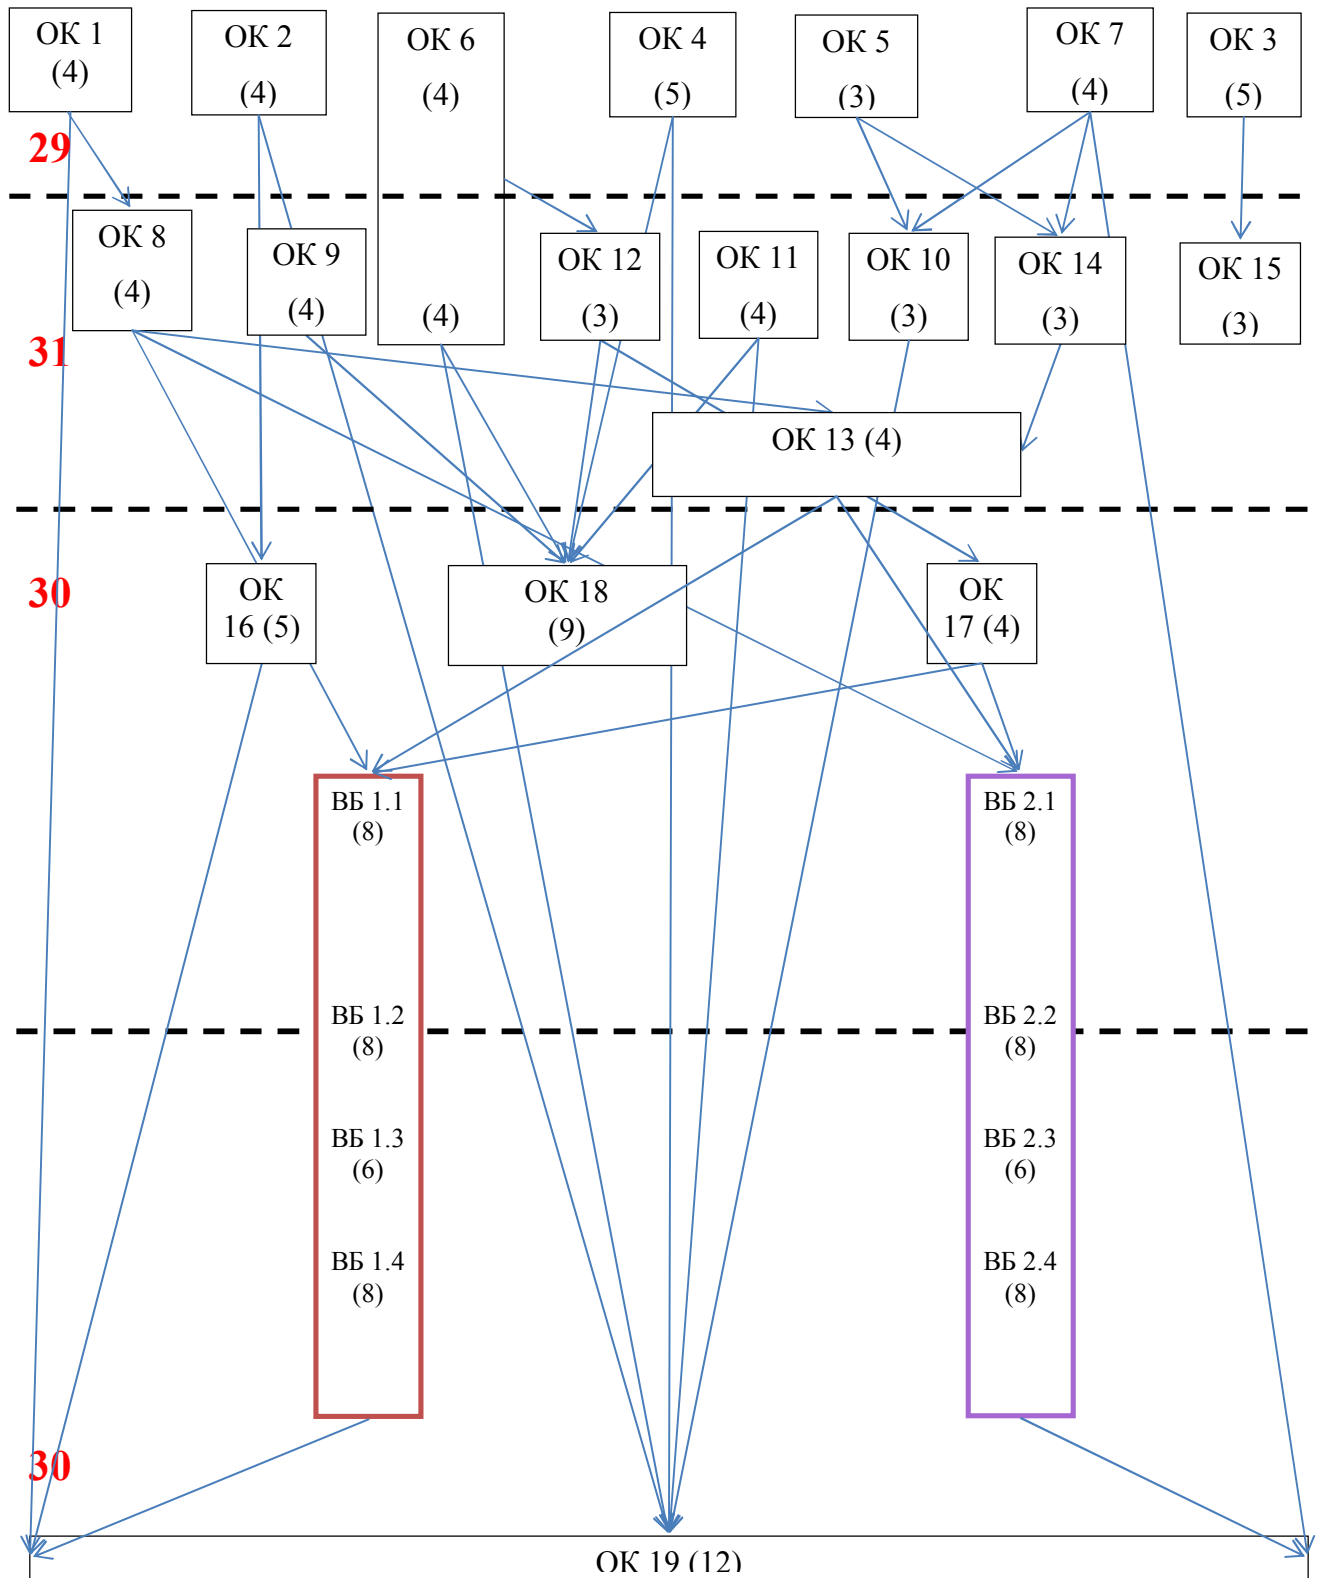 ОК 1
(4)
ОК 2
(4)
ОК 6
(4)
ОК 4
(5)
ОК 5
(3)
ОК 7
(4)
ОК 3
(5)
29
ОК 8
(4)
ОК 9
(4)
(4)
ОК 12
(3)
ОК 11
(4)
ОК 10
(3)
ОК 14
(3)
ОК 15
(3)
31
ОК 13 (4)
30
ОК
16 (5)
ОК 18
(9)
ОК
17 (4)
ВБ 1.1
(8)
ВБ 1.2
(8)
ВБ 1.3
(6)
ВБ 1.4
(8)
ВБ 2.1
(8)
ВБ 2.2
(8)
ВБ 2.3
(6)
ВБ 2.4
(8)
30
ОК 19 (12)